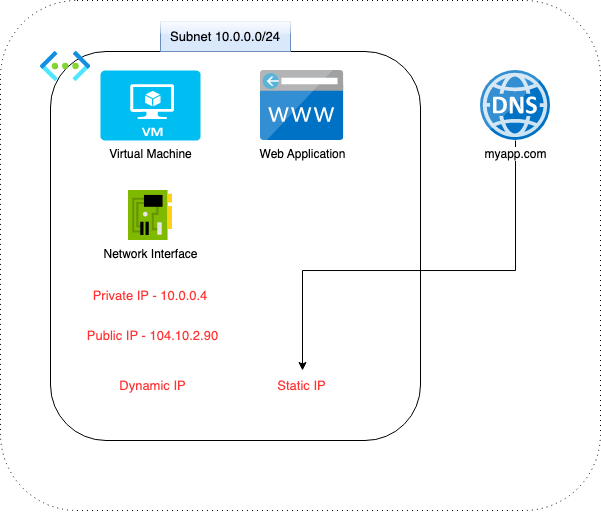 Subnet 10.0.0.0/24
VM
Virtual Machine
WWW
Web Application
DNS
myapp.com
Network Interface
Private IP - 10.0.0.4
Public IP - 104.10.2.90
Dynamic IP
Static IP